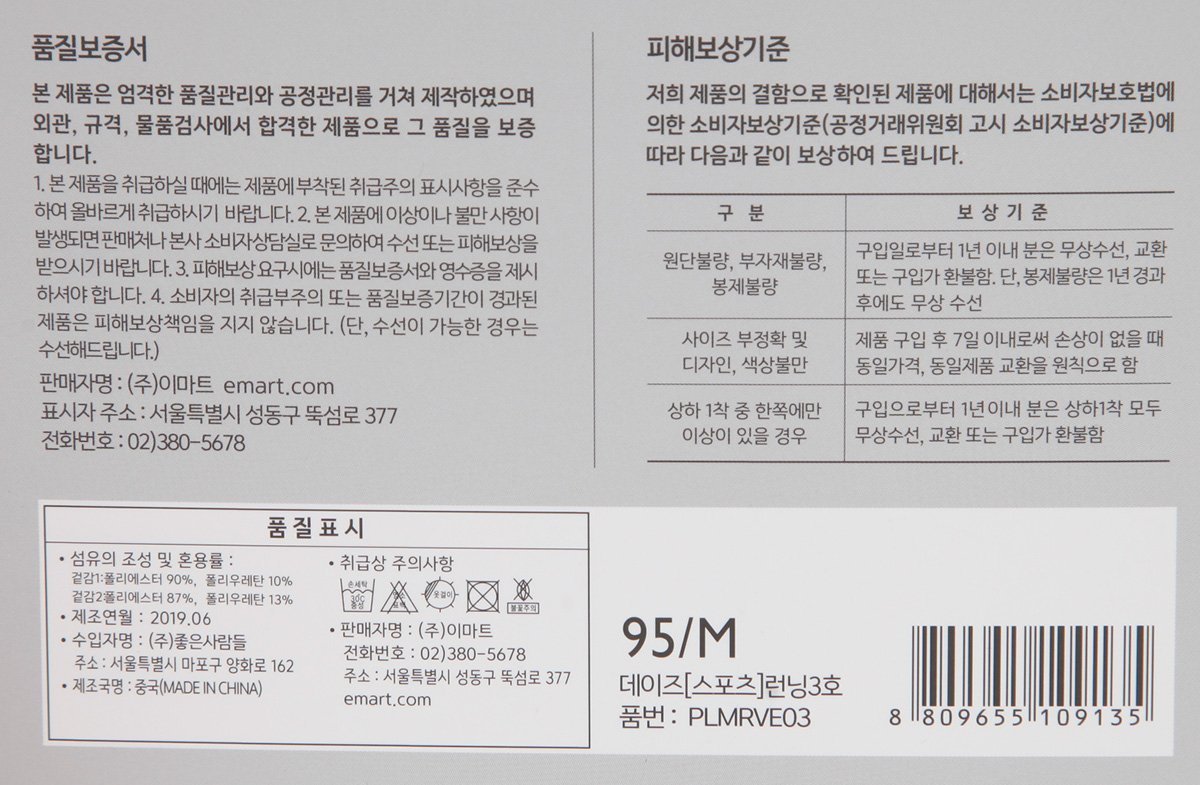 품질보증서
본 제품은 엄격한 품질관리와 공정관리를 거쳐 제작하였으며
외관, 규격, 물품검사에서 합격한 제품으로 그 품질을 보증
합니다.
1. 본 제품을 취급하실 때에는 제품에 부착된 취급주의 표시사항을 준수
하여 올바르게 취급하시기 바랍니다. 2. 본 제품에 이상이나 불만 사항이
발생되면 판매처나 본사 소비자상담실로 문의하여 수선 또는 피해보상을
받으시기 바랍니다. 3. 피해보상 요구시에는 품질보증서와 영수증을 제시
하셔야 합니다. 4. 소비자의 취급부주의 또는 품질보증기간이 경과된
제품은 피해보상책임을 지지 않습니다. (단, 수선이 가능한 경우는
수선해드립니다.)
판매자명 : (주)이마트 emart.com
표시자 주소 : 서울특별시 성동구 뚝섬로 377
전화번호 : 02)380-5678
피해보상기준
저희 제품의 결함으로 확인된 제품에 대해서는 소비자보호법에
의한 소비자보상기준(공정거래위원회 고시 소비자보상기준)에
따라 다음과 같이 보상하여 드립니다.
구 분
보 상 기 준
원단불량, 부자재불량,
봉제불량
구입일로부터 1년 이내 분은 무상수선, 교환
또는 구입가 환불함. 단, 봉제불량은 1년 경과
후에도 무상 수선
사이즈 부정확 및
디자인, 색상불만
제품 구입 후 7일 이내로써 손상이 없을 때
동일가격, 동일제품 교환을 원칙으로 함
상하 1착 중 한쪽에만
이상이 있을 경우
구입으로부터 1년이내 분은 상하1착 모두
무상수선, 교환 또는 구입가 환불함
품 질 표 시
• 섬유의 조성 및 혼용률 :
겉감1:폴리에스터 90%, 폴리우레탄 10%
겉감2:폴리에스터 87%, 폴리우레탄 13%
• 제조연월 : 2019.06
• 수입자명 : (주)좋은사람들
주소 : 서울특별시 마포구 양화로 162
• 제조국명 : 중국(MADE IN CHINA)
• 취급상 주의사항
손세탁
30℃
중성
염소
표백
옷걸이
불꽃주의
• 판매자명 : (주)이마트
전화번호 : 02)380-5678
주소 : 서울특별시 성동구 뚝섬로 377
emart.com
95/M
데이즈[스포츠]런닝3호
품번 : PLMRVE03
8 809655 109135